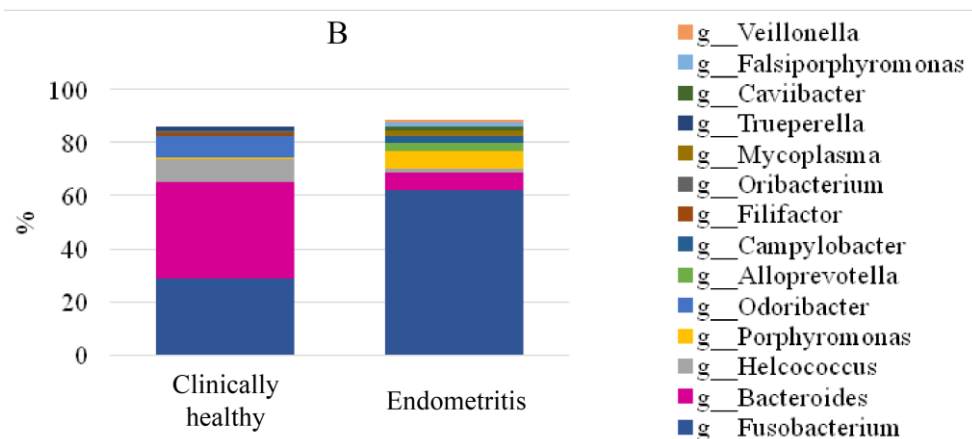 B
%
100
80
60
40
20
0
Clinically
healthy
Endometritis
g__Veillonella
g__Falsiporphyromonas
g__Caviibacter
g__Trueperella
g__Mycoplasma
g__Oribacterium
g__Filifactor
g__Campylobacter
g__Alloprevotella
g__Odoribacter
g__Porphyromonas
g__Helcococcus
g__Bacteroides
g__Fusobacterium